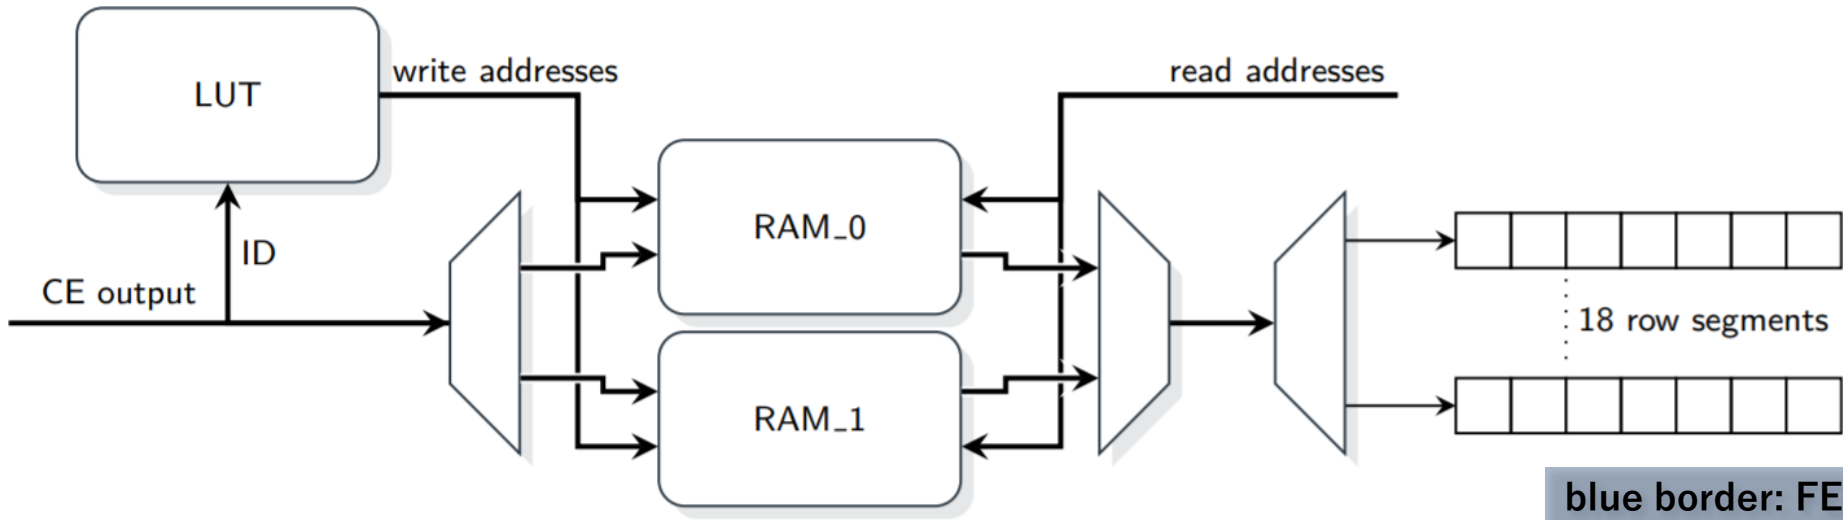 LUT
write addresses
read addresses
RAM_0
ID
CE output
18 row segments
RAM_1
blue border: FE